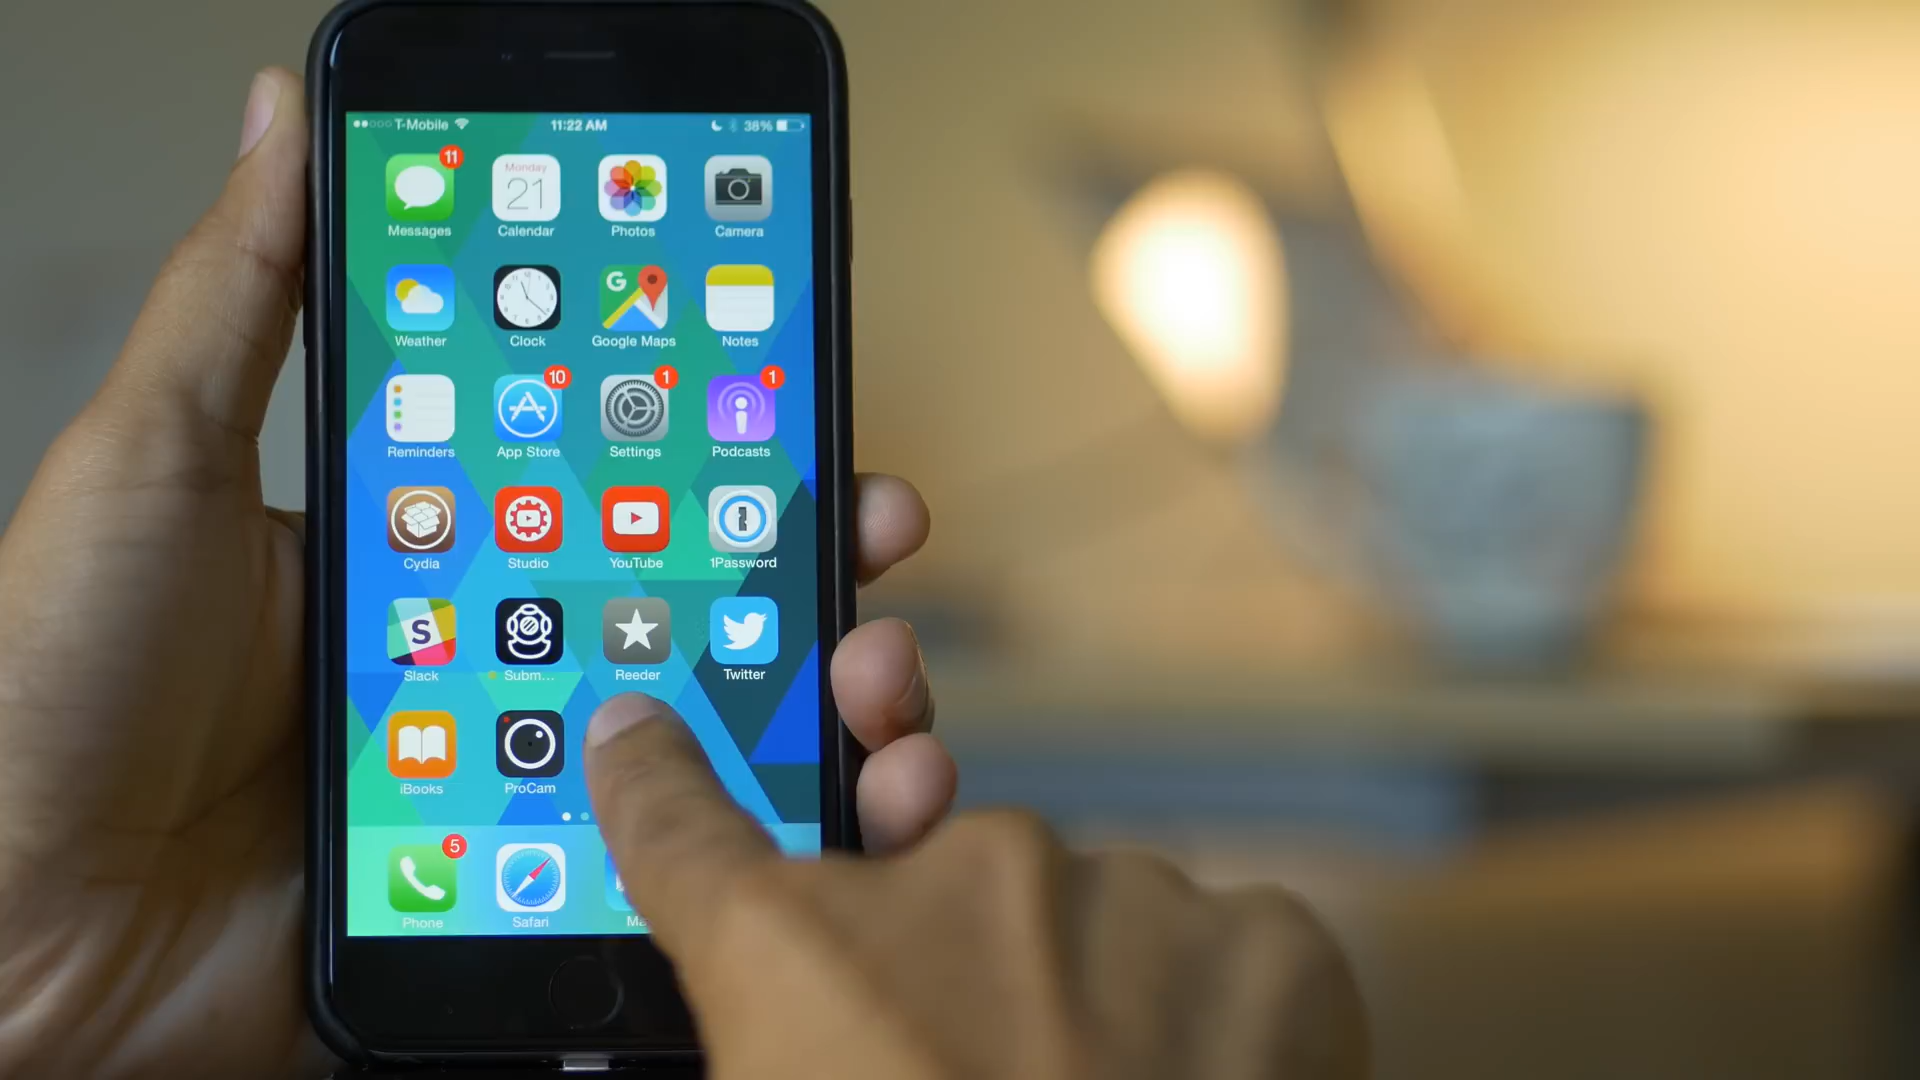 T-Mobile 11:22 AM 38%
11 Monday
21
Messages Calendar Photos Camera
G
Weather Clock Google Maps Notes
10 1 1
Reminders App Store Settings Podcasts
1
Cydia Studio YouTube 1Password
S
Slack Subm... Reeder Twitter
iBooks ProCam
5
Phone Safari Ma